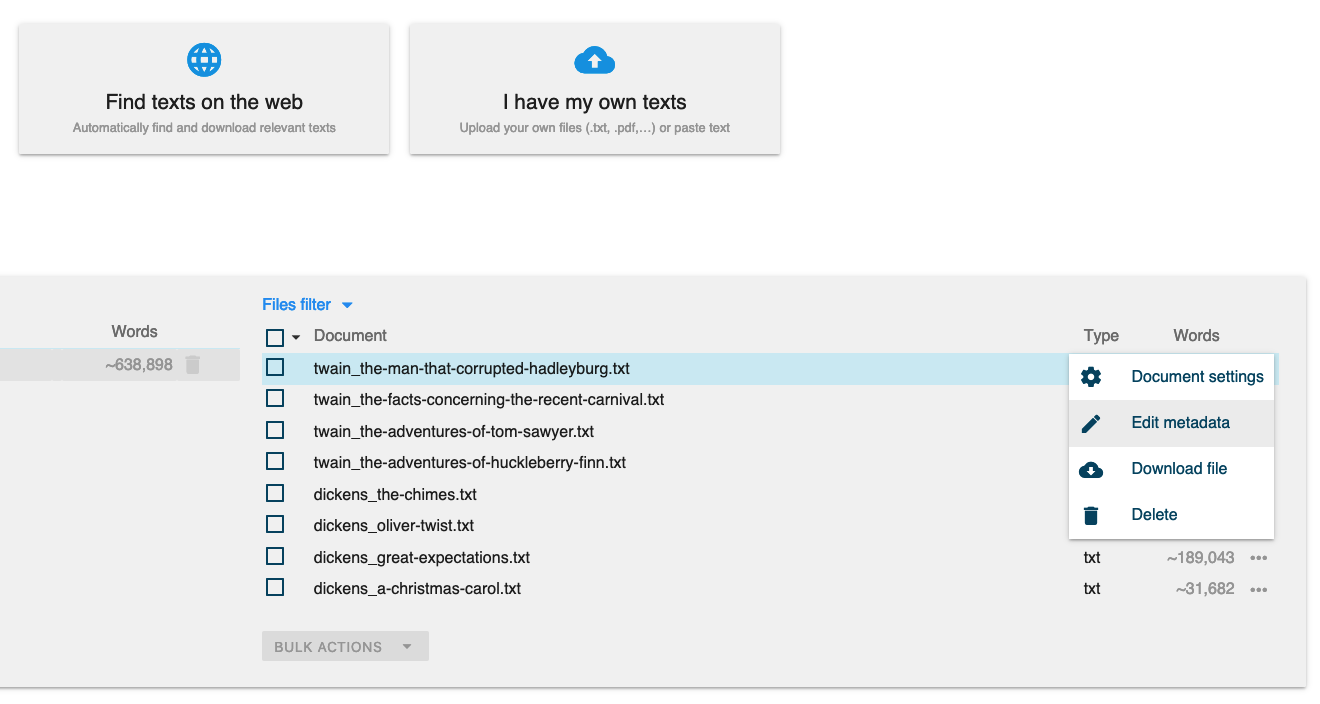 Find texts on the web
Automatically find and download relevant texts
I have my own texts
Upload your own files (.txt, .pdf,...) or paste text
Words
~638,898
Files filter
Document Type Words
twain_the-man-that-corrupted-hadleyburg.txt
twain_the-facts-concerning-the-recent-carnival.txt
twain_the-adventures-of-tom-sawyer.txt
twain_the-adventures-of-huckleberry-finn.txt
dickens_the-chimes.txt
dickens_oliver-twist.txt
dickens_great-expectations.txt txt ~189,043
dickens_a-christmas-carol.txt txt ~31,682
Document settings
Edit metadata
Download file
Delete
BULK ACTIONS